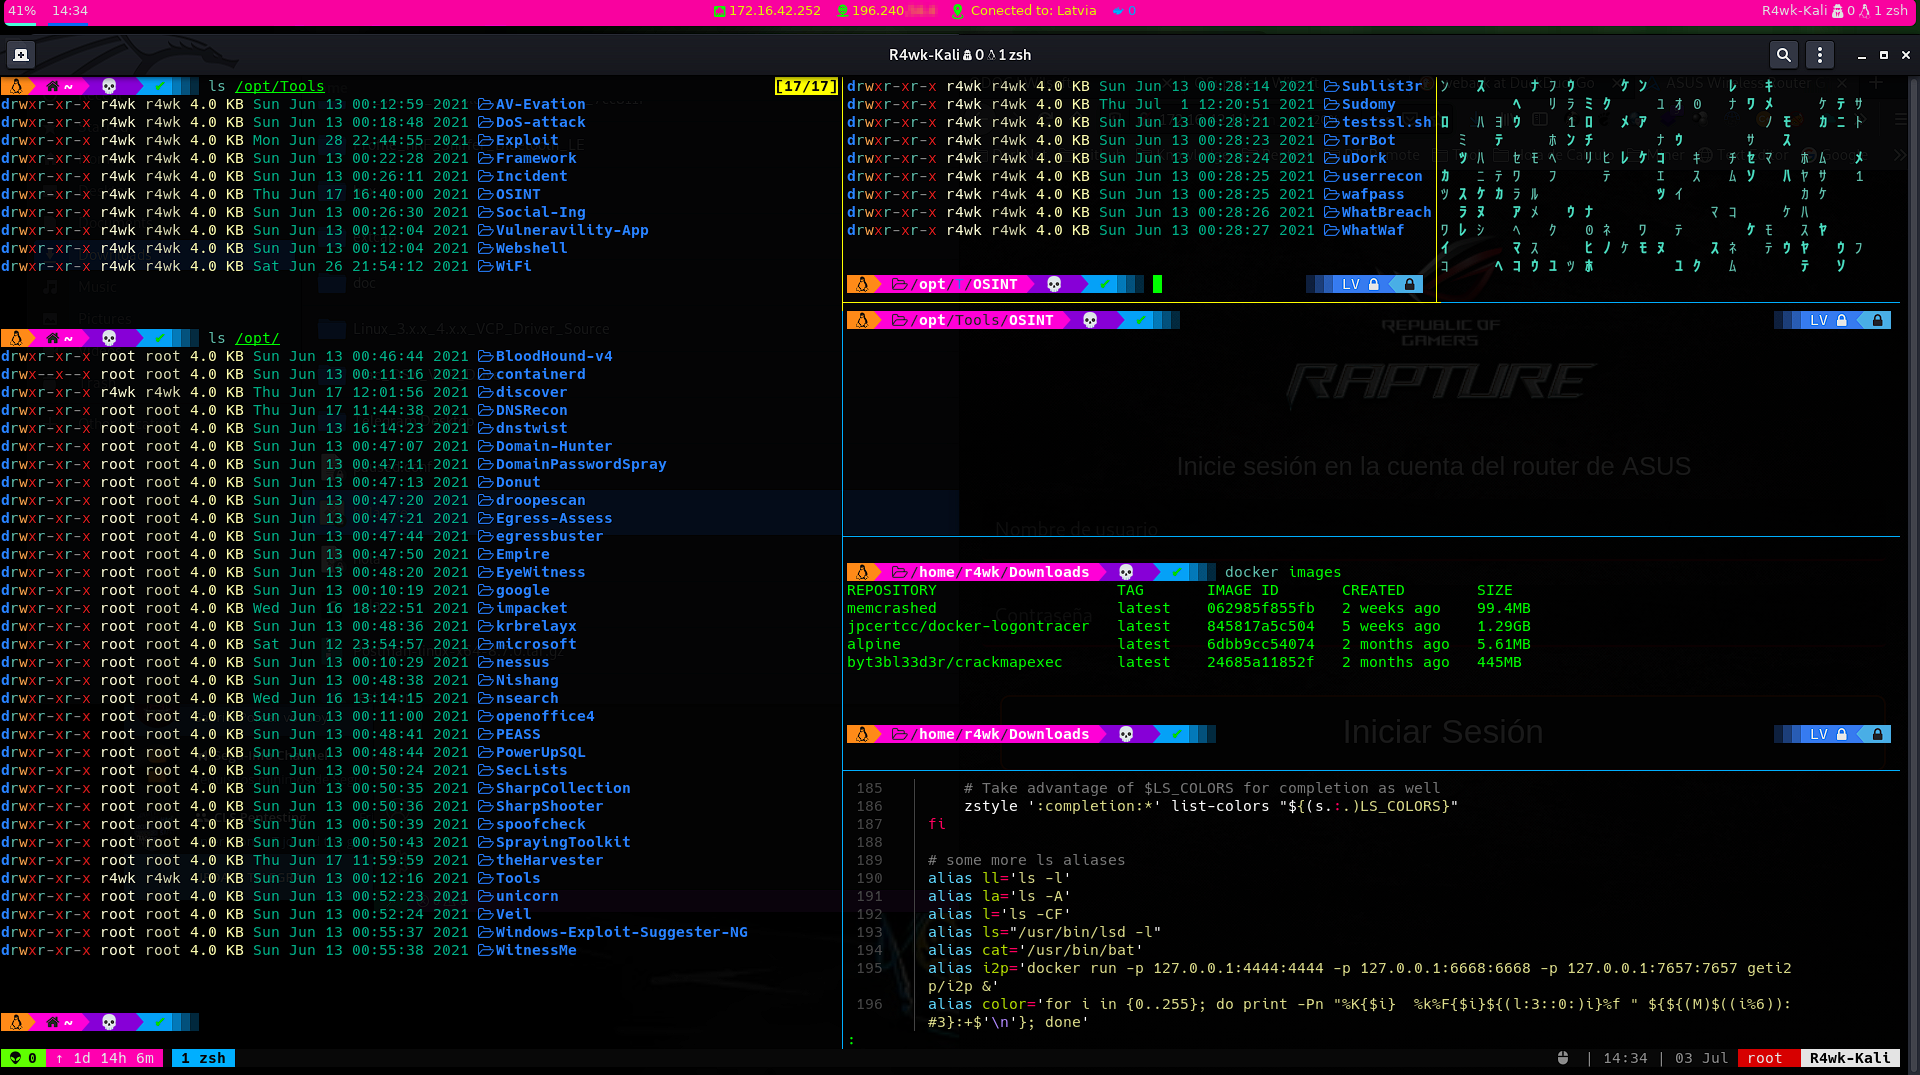 41% 14:34 172.16.42.252 196.240 Conected to: Latvia 0 R4wk-Kali 0 1 zsh
R4wk-Kali 0 1 zsh
~ ls /opt/Tools [17/17]
drwxr-xr-x r4wk r4wk 4.0 KB Sun Jun 13 00:12:59 2021 AV-Evation
drwxr-xr-x r4wk r4wk 4.0 KB Sun Jun 13 00:18:48 2021 DoS-attack
drwxr-xr-x r4wk r4wk 4.0 KB Mon Jun 28 22:44:55 2021 Exploit
drwxr-xr-x r4wk r4wk 4.0 KB Sun Jun 13 00:22:28 2021 Framework
drwxr-xr-x r4wk r4wk 4.0 KB Sun Jun 13 00:26:11 2021 Incident
drwxr-xr-x r4wk r4wk 4.0 KB Thu Jun 17 16:40:00 2021 OSINT
drwxr-xr-x r4wk r4wk 4.0 KB Sun Jun 13 00:26:30 2021 Social-Ing
drwxr-xr-x r4wk r4wk 4.0 KB Sun Jun 13 00:12:04 2021 Vulneravility-App
drwxr-xr-x r4wk r4wk 4.0 KB Sun Jun 13 00:12:04 2021 Webshell
drwxr-xr-x r4wk r4wk 4.0 KB Sat Jun 26 21:54:12 2021 WiFi
~ ls /opt/
drwxr-xr-x root root 4.0 KB Sun Jun 13 00:46:44 2021 BloodHound-v4
drwx--x--x root root 4.0 KB Sun Jun 13 00:11:16 2021 containerd
drwxr-xr-x r4wk r4wk 4.0 KB Thu Jun 17 12:01:56 2021 discover
drwxr-xr-x root root 4.0 KB Thu Jun 17 11:44:38 2021 DNSRecon
drwxr-xr-x root root 4.0 KB Sun Jun 13 16:14:23 2021 dnstwist
drwxr-xr-x root root 4.0 KB Sun Jun 13 00:47:07 2021 Domain-Hunter
drwxr-xr-x root root 4.0 KB Sun Jun 13 00:47:11 2021 DomainPasswordSpray
drwxr-xr-x root root 4.0 KB Sun Jun 13 00:47:13 2021 Donut
drwxr-xr-x root root 4.0 KB Sun Jun 13 00:47:20 2021 droopescan
drwxr-xr-x root root 4.0 KB Sun Jun 13 00:47:21 2021 Egress-Assess
drwxr-xr-x root root 4.0 KB Sun Jun 13 00:47:44 2021 egressbuster
drwxr-xr-x root root 4.0 KB Sun Jun 13 00:47:50 2021 Empire
drwxr-xr-x root root 4.0 KB Sun Jun 13 00:48:20 2021 EyeWitness
drwxr-xr-x root root 4.0 KB Sun Jun 13 00:10:19 2021 google
drwxr-xr-x root root 4.0 KB Wed Jun 16 18:22:51 2021 impacket
drwxr-xr-x root root 4.0 KB Sun Jun 13 00:48:36 2021 krbrelayx
drwxr-xr-x root root 4.0 KB Sat Jun 12 23:54:57 2021 microsoft
drwxr-xr-x root root 4.0 KB Sun Jun 13 00:10:29 2021 nessus
drwxr-xr-x root root 4.0 KB Sun Jun 13 00:48:38 2021 Nishang
drwxr-xr-x root root 4.0 KB Wed Jun 16 13:14:15 2021 nsearch
drwxr-xr-x root root 4.0 KB Sun Jun 13 00:11:00 2021 openoffice4
drwxr-xr-x root root 4.0 KB Sun Jun 13 00:48:41 2021 PEASS
drwxr-xr-x root root 4.0 KB Sun Jun 13 00:48:44 2021 PowerUpSQL
drwxr-xr-x root root 4.0 KB Sun Jun 13 00:50:24 2021 SecLists
drwxr-xr-x root root 4.0 KB Sun Jun 13 00:50:35 2021 SharpCollection
drwxr-xr-x root root 4.0 KB Sun Jun 13 00:50:36 2021 SharpShooter
drwxr-xr-x root root 4.0 KB Sun Jun 13 00:50:39 2021 spoofcheck
drwxr-xr-x root root 4.0 KB Sun Jun 13 00:50:43 2021 SprayingToolkit
drwxr-xr-x root root 4.0 KB Thu Jun 17 11:59:59 2021 theHarvester
drwxr-xr-x r4wk r4wk 4.0 KB Sun Jun 13 00:12:16 2021 Tools
drwxr-xr-x root root 4.0 KB Sun Jun 13 00:52:23 2021 unicorn
drwxr-xr-x root root 4.0 KB Sun Jun 13 00:52:24 2021 Veil
drwxr-xr-x root root 4.0 KB Sun Jun 13 00:55:37 2021 Windows-Exploit-Suggester-NG
drwxr-xr-x root root 4.0 KB Sun Jun 13 00:55:38 2021 WitnessMe
~
drwxr-xr-x r4wk r4wk 4.0 KB Sun Jun 13 00:28:14 2021 Sublist3r
drwxr-xr-x r4wk r4wk 4.0 KB Thu Jul 1 12:20:51 2021 Sudomy
drwxr-xr-x r4wk r4wk 4.0 KB Sun Jun 13 00:28:21 2021 testssl.sh
drwxr-xr-x r4wk r4wk 4.0 KB Sun Jun 13 00:28:23 2021 TorBot
drwxr-xr-x r4wk r4wk 4.0 KB Sun Jun 13 00:28:24 2021 uDork
drwxr-xr-x r4wk r4wk 4.0 KB Sun Jun 13 00:28:25 2021 userrecon
drwxr-xr-x r4wk r4wk 4.0 KB Sun Jun 13 00:28:25 2021 wafpass
drwxr-xr-x r4wk r4wk 4.0 KB Sun Jun 13 00:28:26 2021 WhatBreach
drwxr-xr-x r4wk r4wk 4.0 KB Sun Jun 13 00:28:27 2021 WhatWaf
/opt/ /OSINT LV
/opt/Tools/OSINT LV
REPUBLIC OF
GAMERS
RAPTURE
Inicie sesión en la cuenta del router de ASUS
Nombre de usuario
/home/r4wk/Downloads docker images
REPOSITORY TAG IMAGE ID CREATED SIZE
memcrashed latest 062985f855fb 2 weeks ago 99.4MB
jpcertcc/docker-logontracer latest 845817a5c504 5 weeks ago 1.29GB
alpine latest 6dbb9cc54074 2 months ago 5.61MB
byt3bl33d3r/crackmapexec latest 24685a11852f 2 months ago 445MB
/home/r4wk/Downloads LV
Iniciar Sesión
185 # Take advantage of $LS_COLORS for completion as well
186 zstyle ':completion:*' list-colors "${(s.:.)LS_COLORS}"
187 fi
188
189 # some more ls aliases
190 alias ll='ls -l'
191 alias la='ls -A'
192 alias l='ls -CF'
193 alias ls="/usr/bin/lsd -l"
194 alias cat='/usr/bin/bat'
195 alias i2p='docker run -p 127.0.0.1:4444:4444 -p 127.0.0.1:6668:6668 -p 127.0.0.1:7657:7657 geti2
p/i2p &'
196 alias color='for i in {0..255}; do print -Pn "%K{$i}  %k%F{$i}${(l:3::0:)i}%f " ${${(M)$((i%6)):
#3}:+$'\n'}; done'
:
0 ↑ 1d 14h 6m 1 zsh | 14:34 | 03 Jul root R4wk-Kali